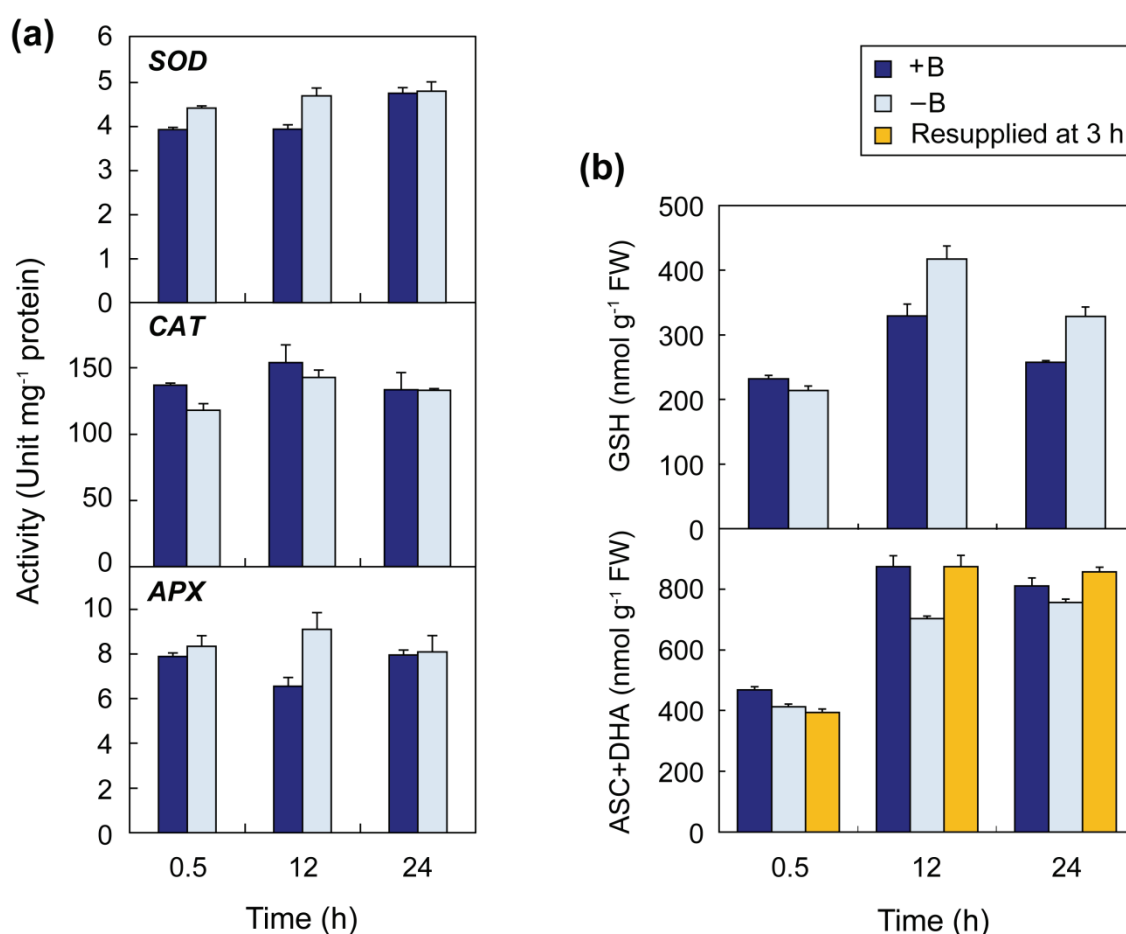 (a)
SOD
6
5
4
3
2
1
0
CAT
150
100
50
0
APX
10
8
6
4
2
0
Activity (Unit mg⁻¹ protein)
0.5 12 24
Time (h)
+B
–B
Resupplied at 3 h
(b)
500
400
300
200
100
0
GSH (nmol g⁻¹ FW)
800
600
400
200
0
ASC+DHA (nmol g⁻¹ FW)
0.5 12 24
Time (h)